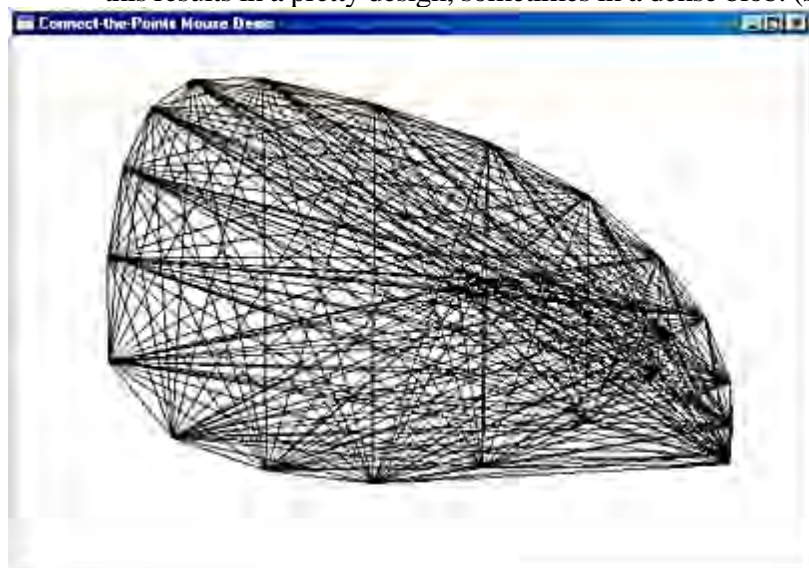 this results in a pretty design, sometimes in a dense blob. (
Connect-the-Points Mouse Demo